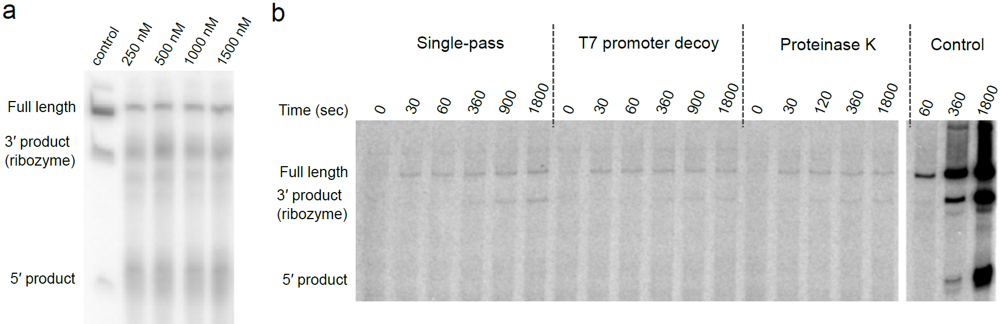 a
control
250 nM
500 nM
1000 nM
1500 nM
Full length
3′ product
(ribozyme)
5′ product
b
Single-pass
T7 promoter decoy
Proteinase K
Control
Time (sec)
0
30
60
360
900
1800
0
30
60
360
900
1800
0
30
120
360
1800
60
360
1800
Full length
3′ product
(ribozyme)
5′ product